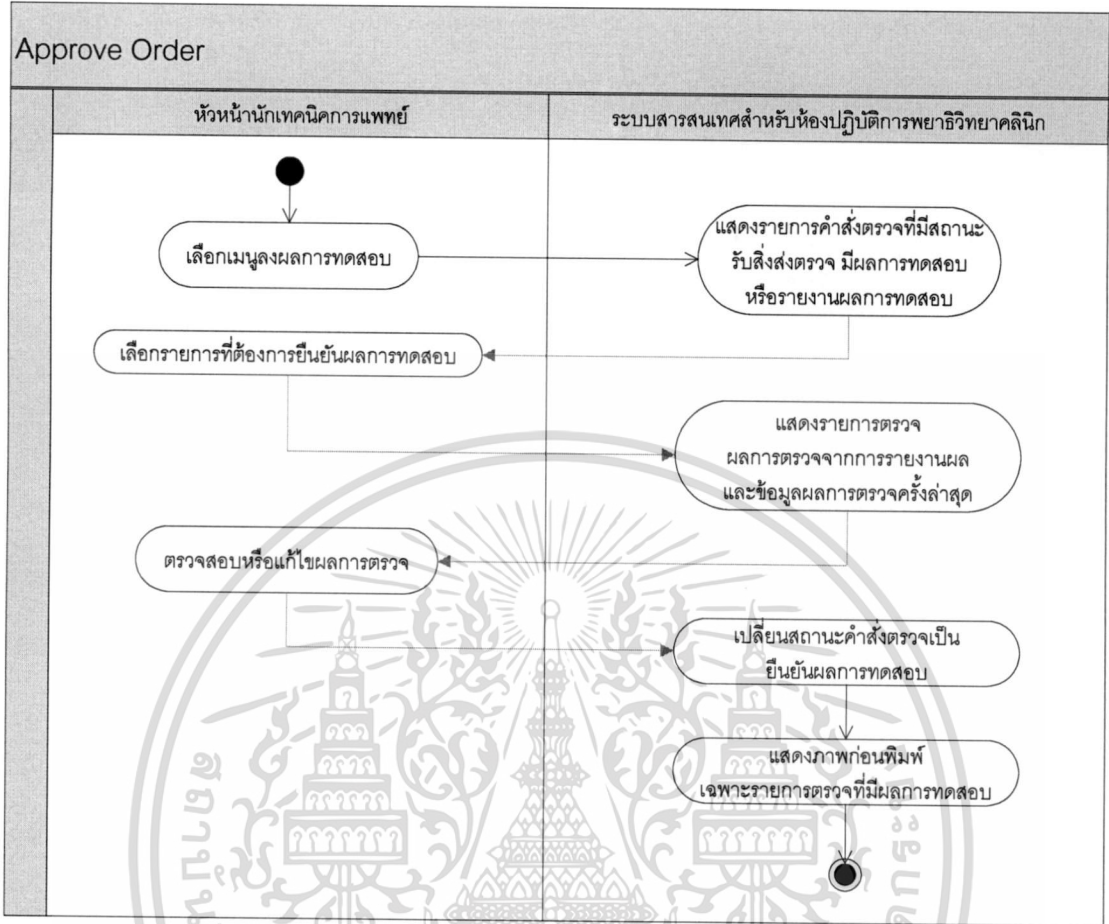 Approve Order
หัวหน้านักเทคนิคการแพทย์
ระบบสารสนเทศสำหรับห้องปฏิบัติการพยาธิวิทยาคลินิก
เลือกเมนูลงผลการทดสอบ
แสดงรายการคำสั่งตรวจที่มีสถานะ
รับสิ่งส่งตรวจ มีผลการทดสอบ
หรือรายงานผลการทดสอบ
เลือกรายการที่ต้องการยืนยันผลการทดสอบ
แสดงรายการตรวจ
ผลการตรวจจากการรายงานผล
และข้อมูลผลการตรวจครั้งล่าสุด
ตรวจสอบหรือแก้ไขผลการตรวจ
เปลี่ยนสถานะคำสั่งตรวจเป็น
ยืนยันผลการทดสอบ
แสดงภาพก่อนพิมพ์
เฉพาะรายการตรวจที่มีผลการทดสอบ